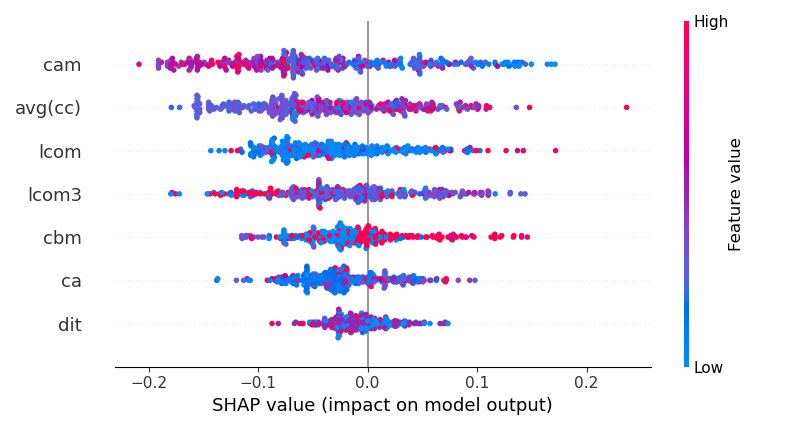 High
cam
avg(cc)
lcom
lcom3
cbm
ca
dit
Feature value
Low
−0.2 −0.1 0.0 0.1 0.2
SHAP value (impact on model output)